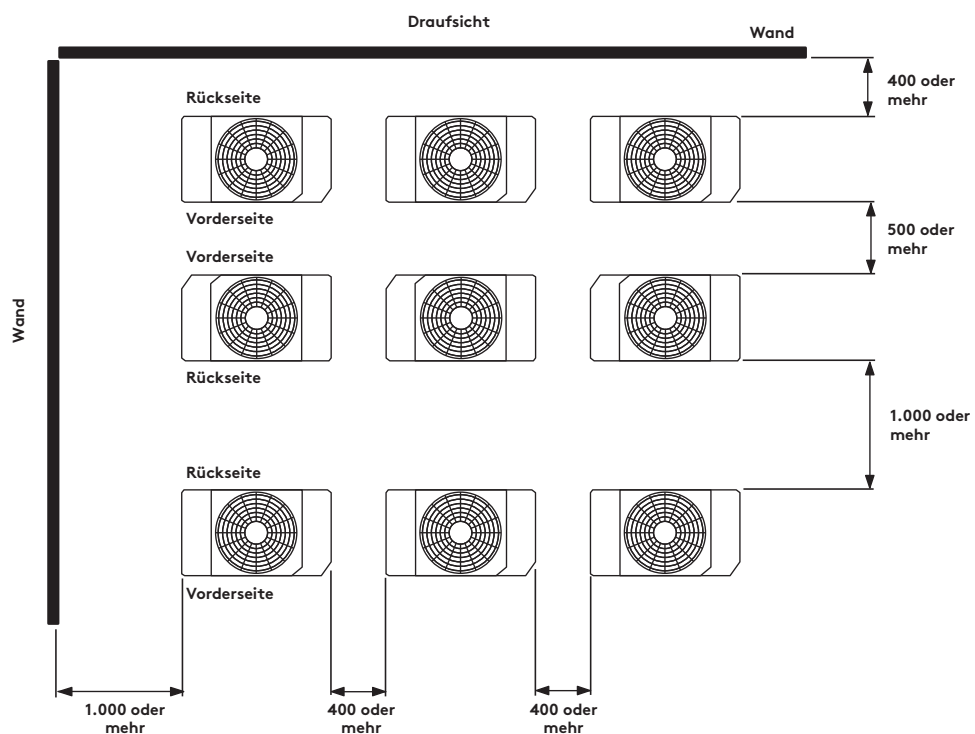 Draufsicht
Wand
400 oder
mehr
Rückseite
Vorderseite
500 oder
mehr
Vorderseite
Wand
Rückseite
1.000 oder
mehr
Rückseite
Vorderseite
1.000 oder
mehr
400 oder
mehr
400 oder
mehr